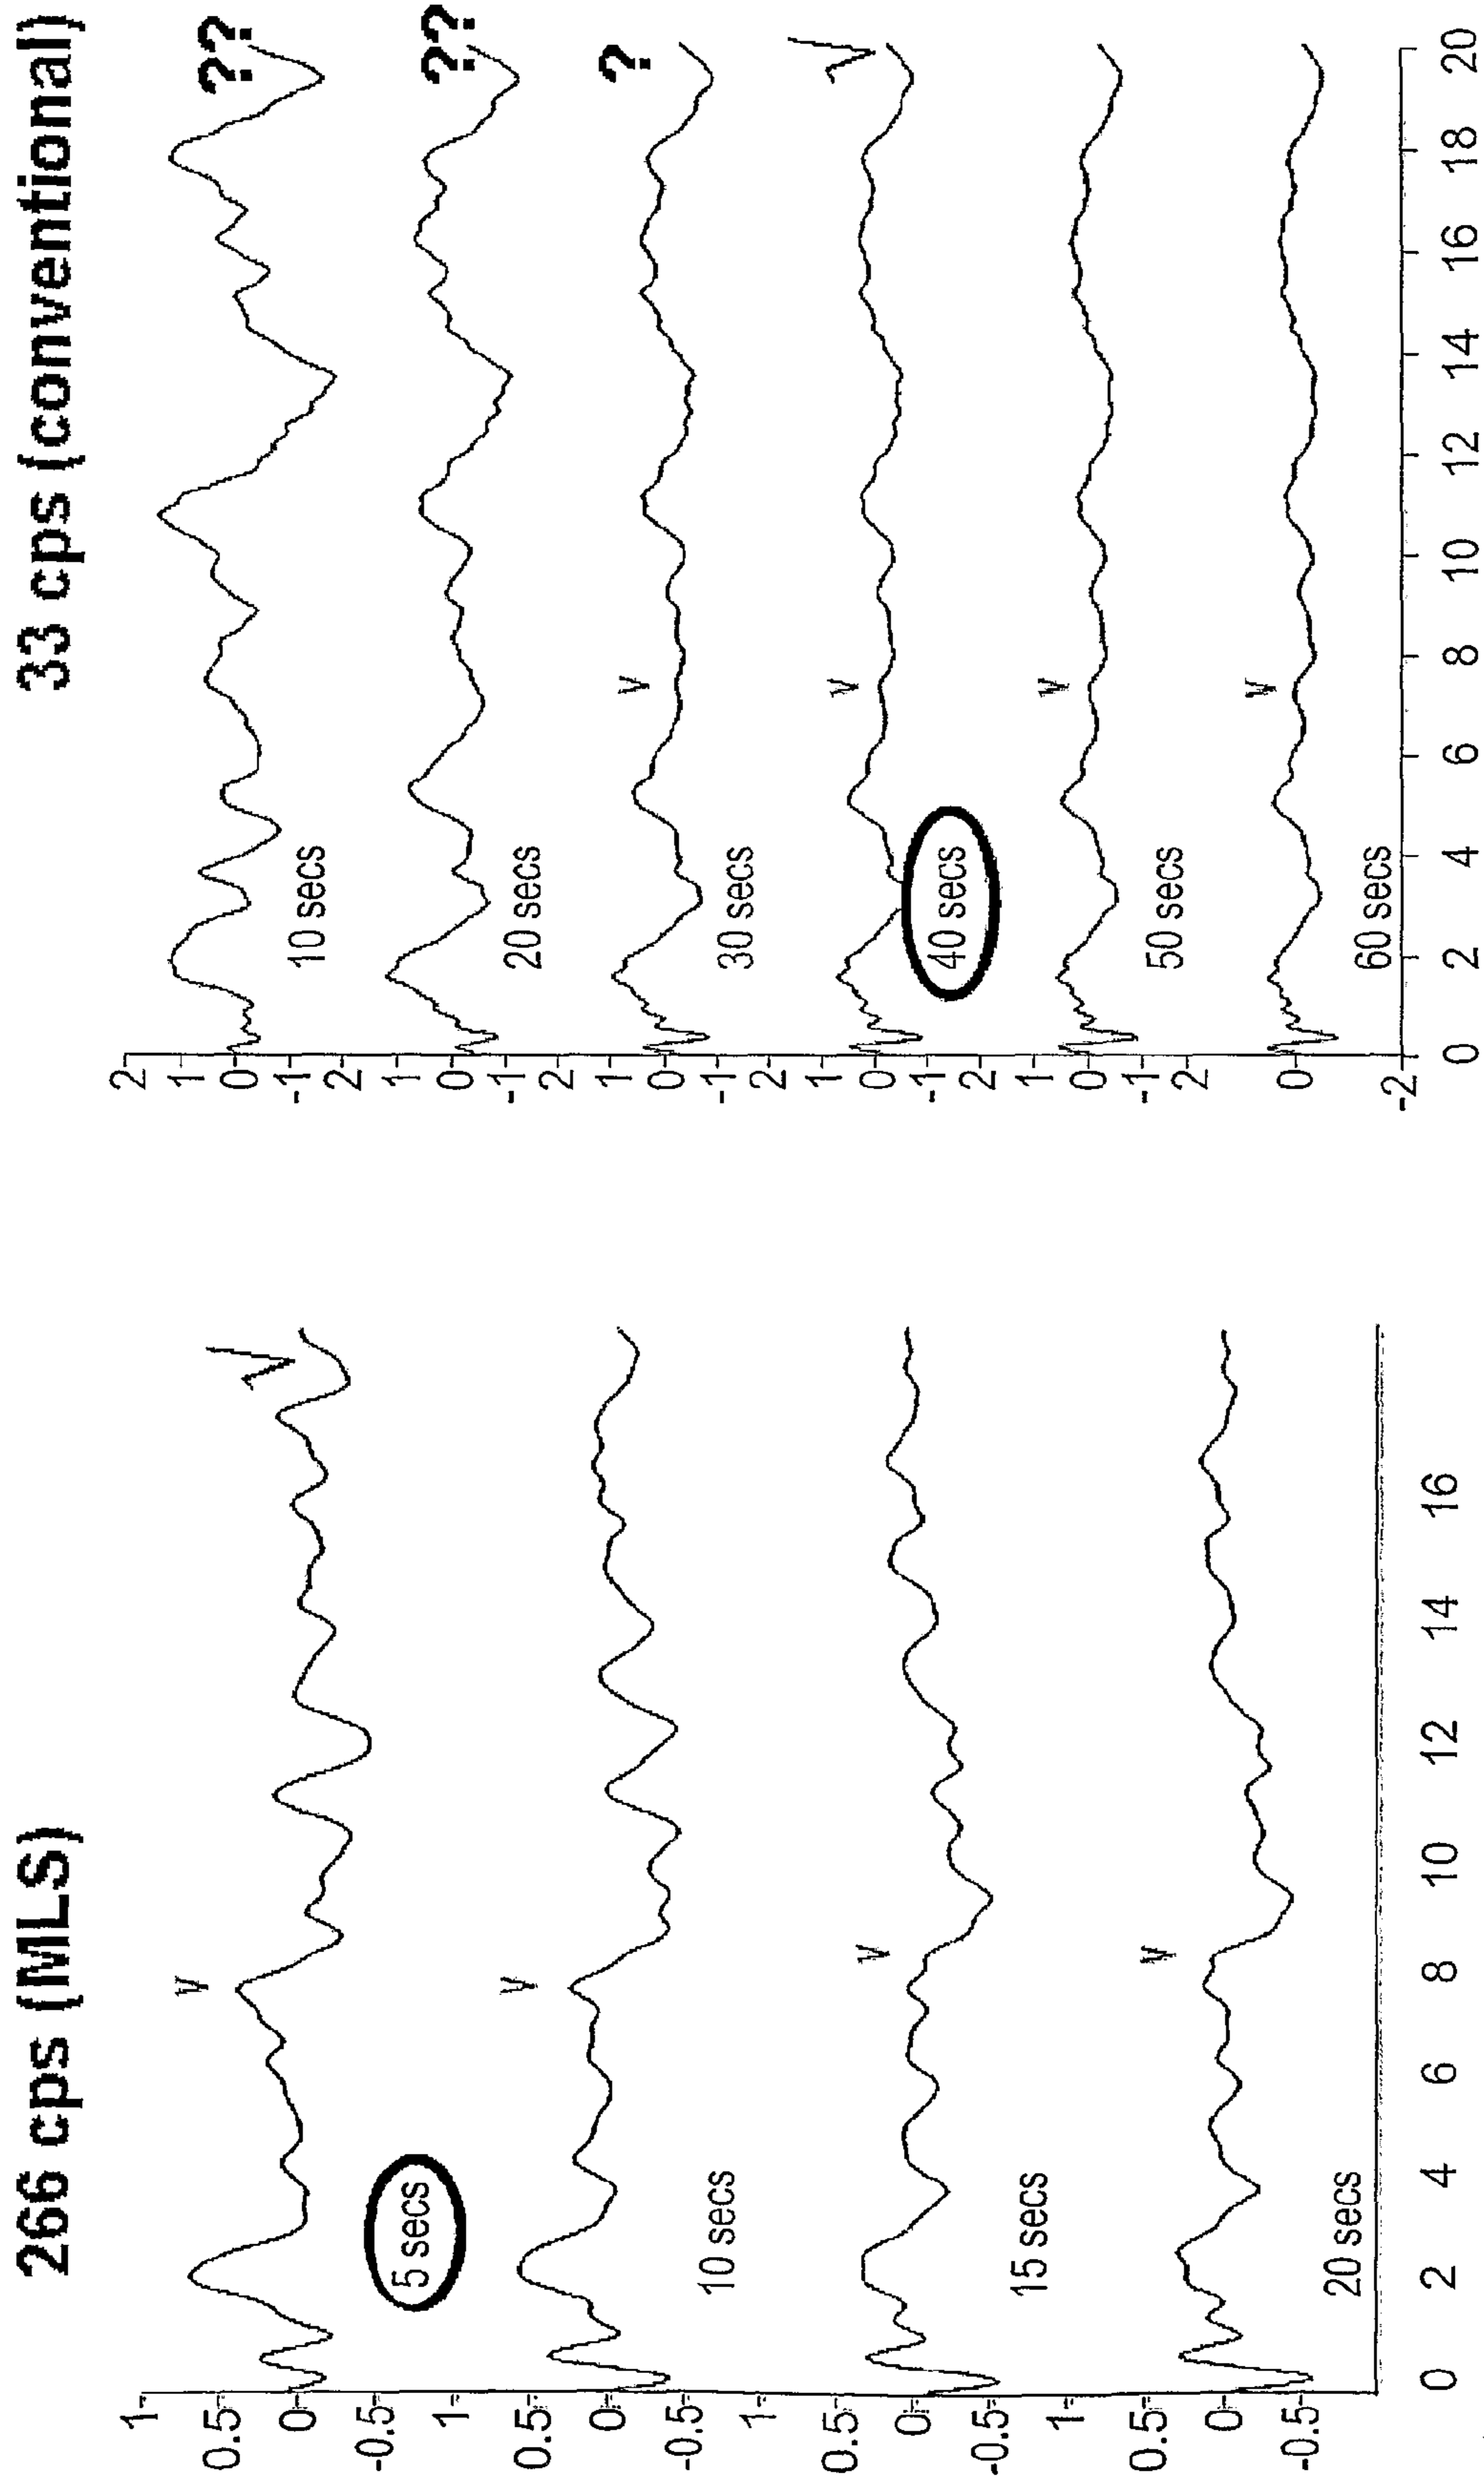 266 cps (MLS)
1
0.5
0
-0.5
1
0.5
0
-0.5
1
0.5
0
-0.5
1
0.5
0
-0.5
V
5 secs
V
10 secs
V
15 secs
V
20 secs
0 2 4 6 8 10 12 14 16
33 cps (conventional)
2
1
0
-1
2
1
0
-1
2
1
0
-1
2
1
0
-1
2
1
0
-1
2
0
-2
??
10 secs
??
20 secs
?
V
30 secs
V
40 secs
V
50 secs
V
60 secs
0 2 4 6 8 10 12 14 16 18 20